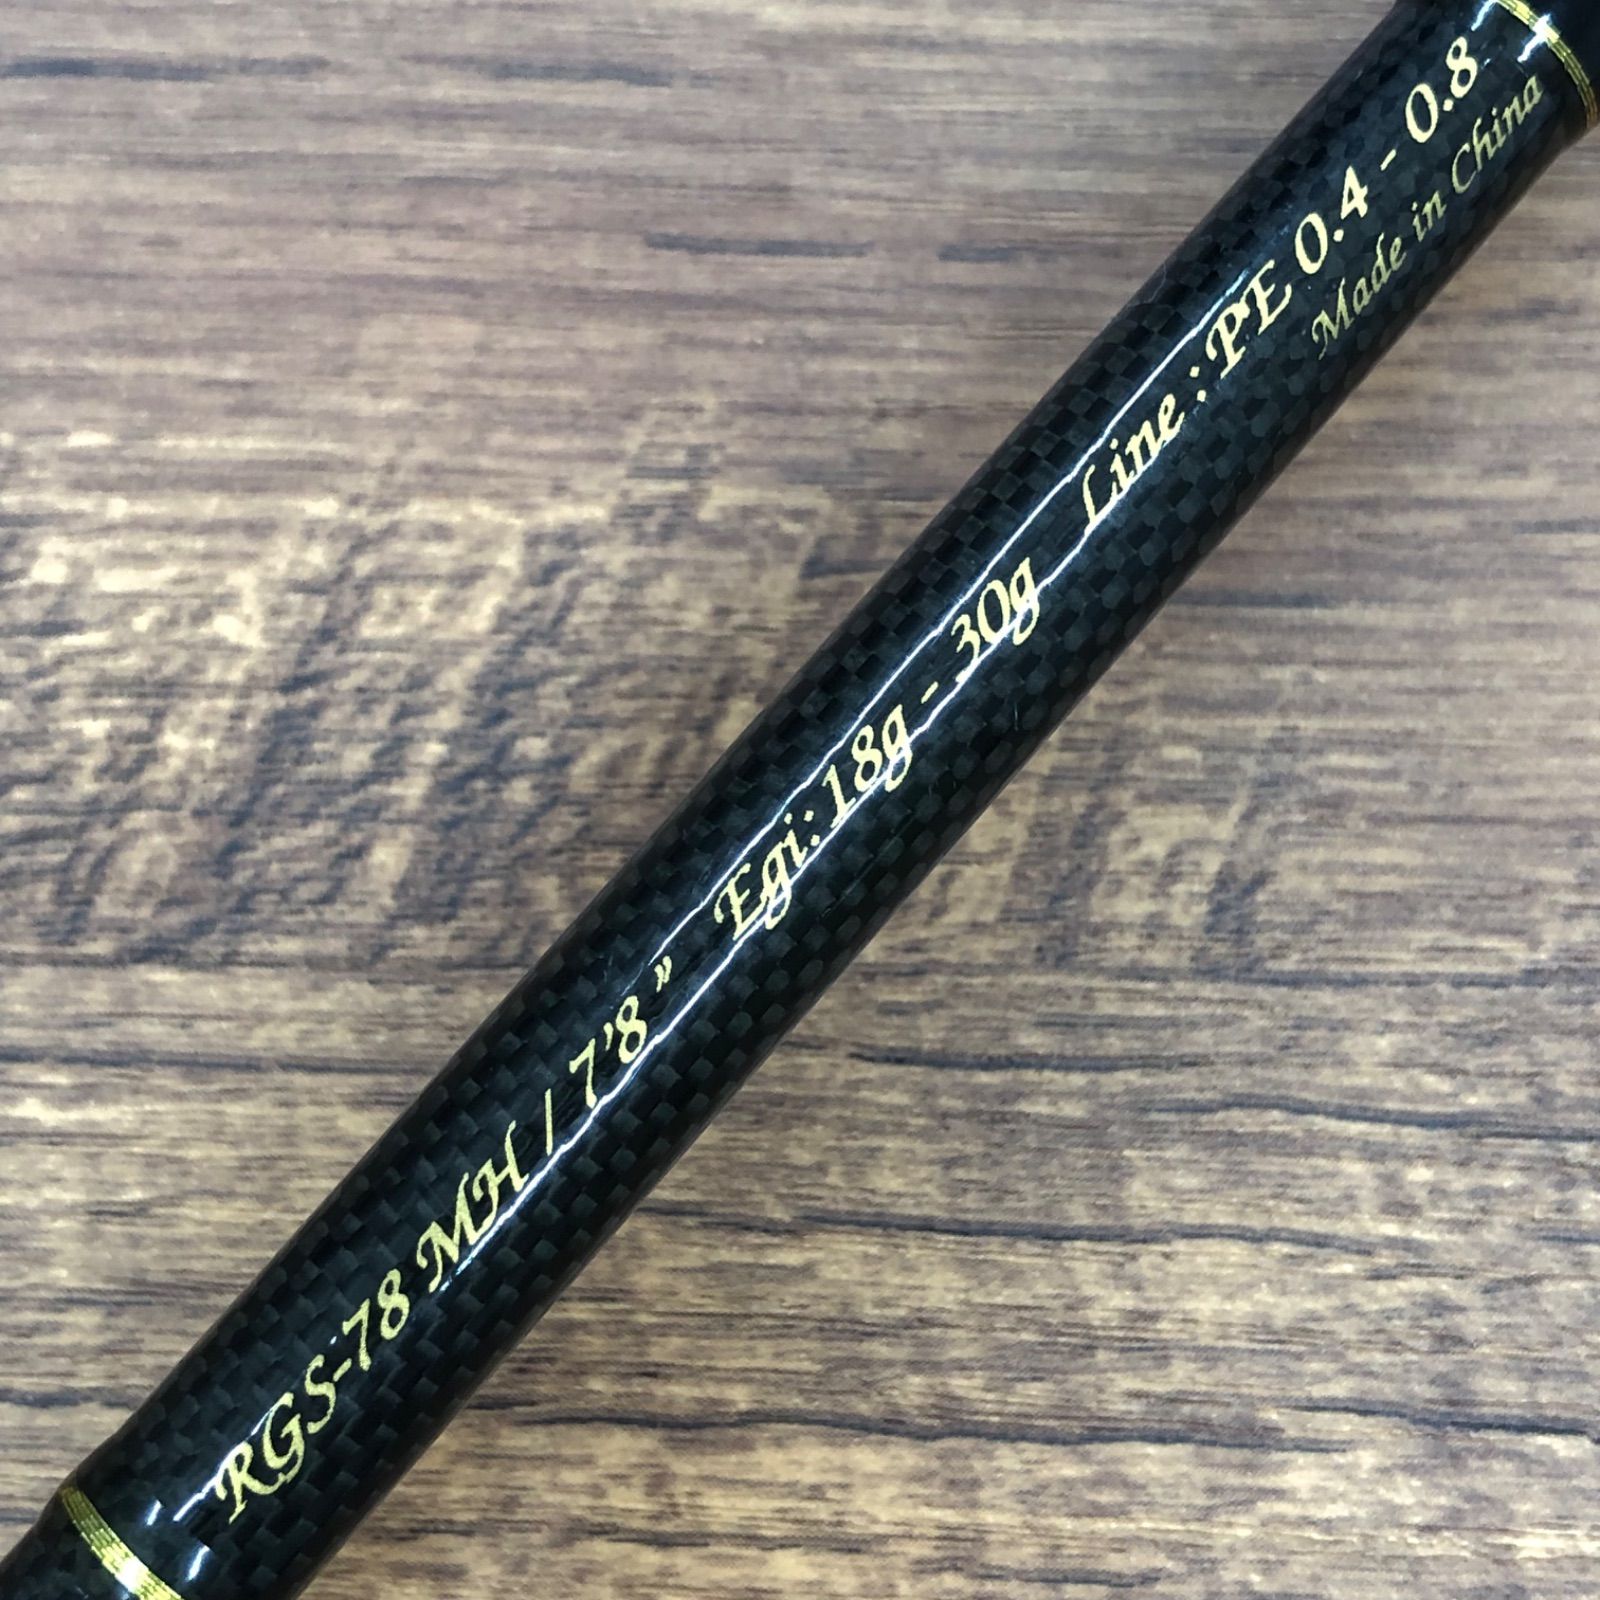 RGS-78 MH / 7'8" Egi: 18g - 30g Line : PE 0.4 - 0.8
Made in China